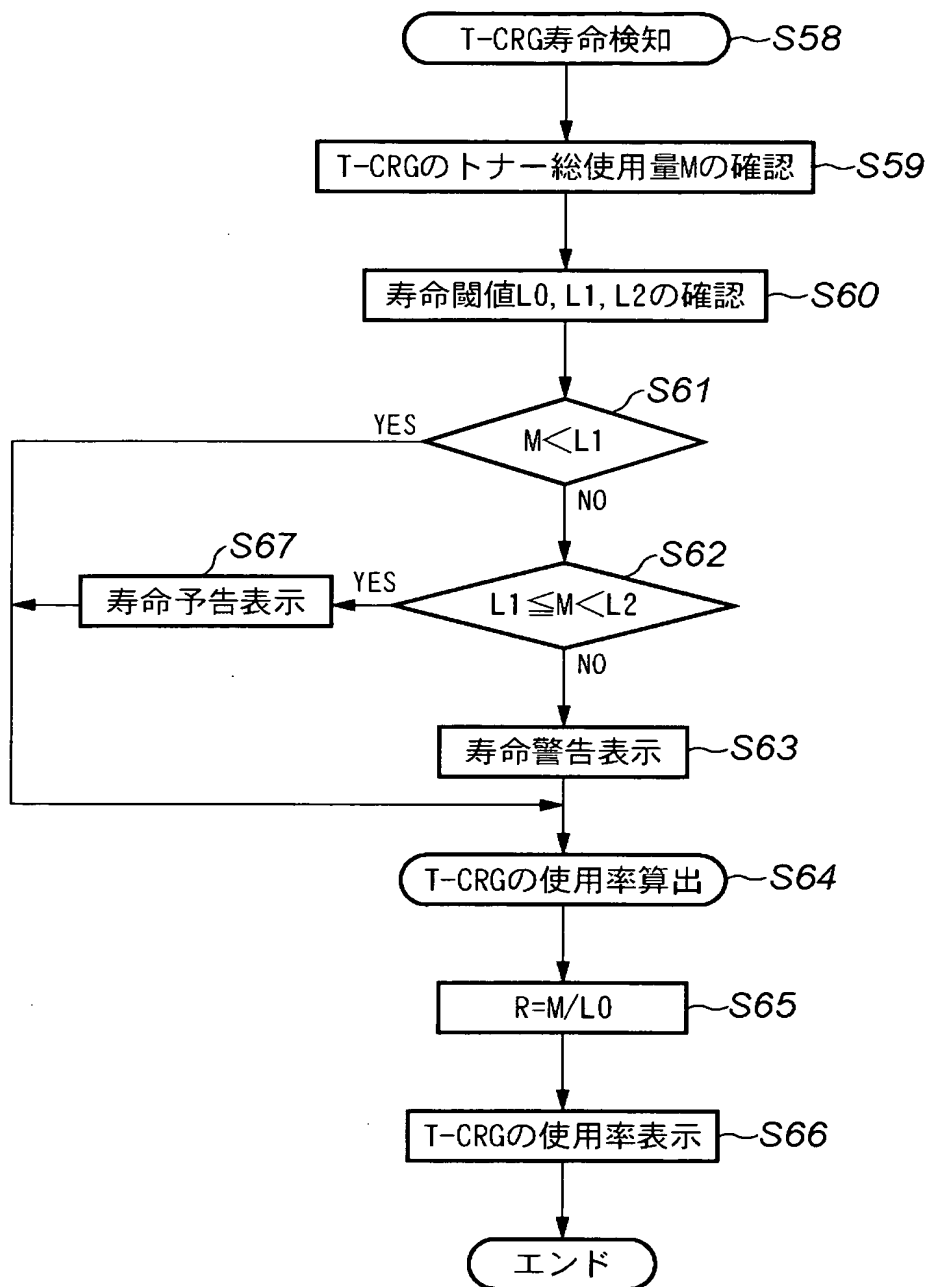 T-CRG寿命検知
S58
T-CRGのトナー総使用量Mの確認
S59
寿命閾値L0, L1, L2の確認
S60
S61
YES
M<L1
NO
S67
S62
寿命予告表示
YES
L1≦M<L2
NO
寿命警告表示
S63
T-CRGの使用率算出
S64
R=M/L0
S65
T-CRGの使用率表示
S66
エンド